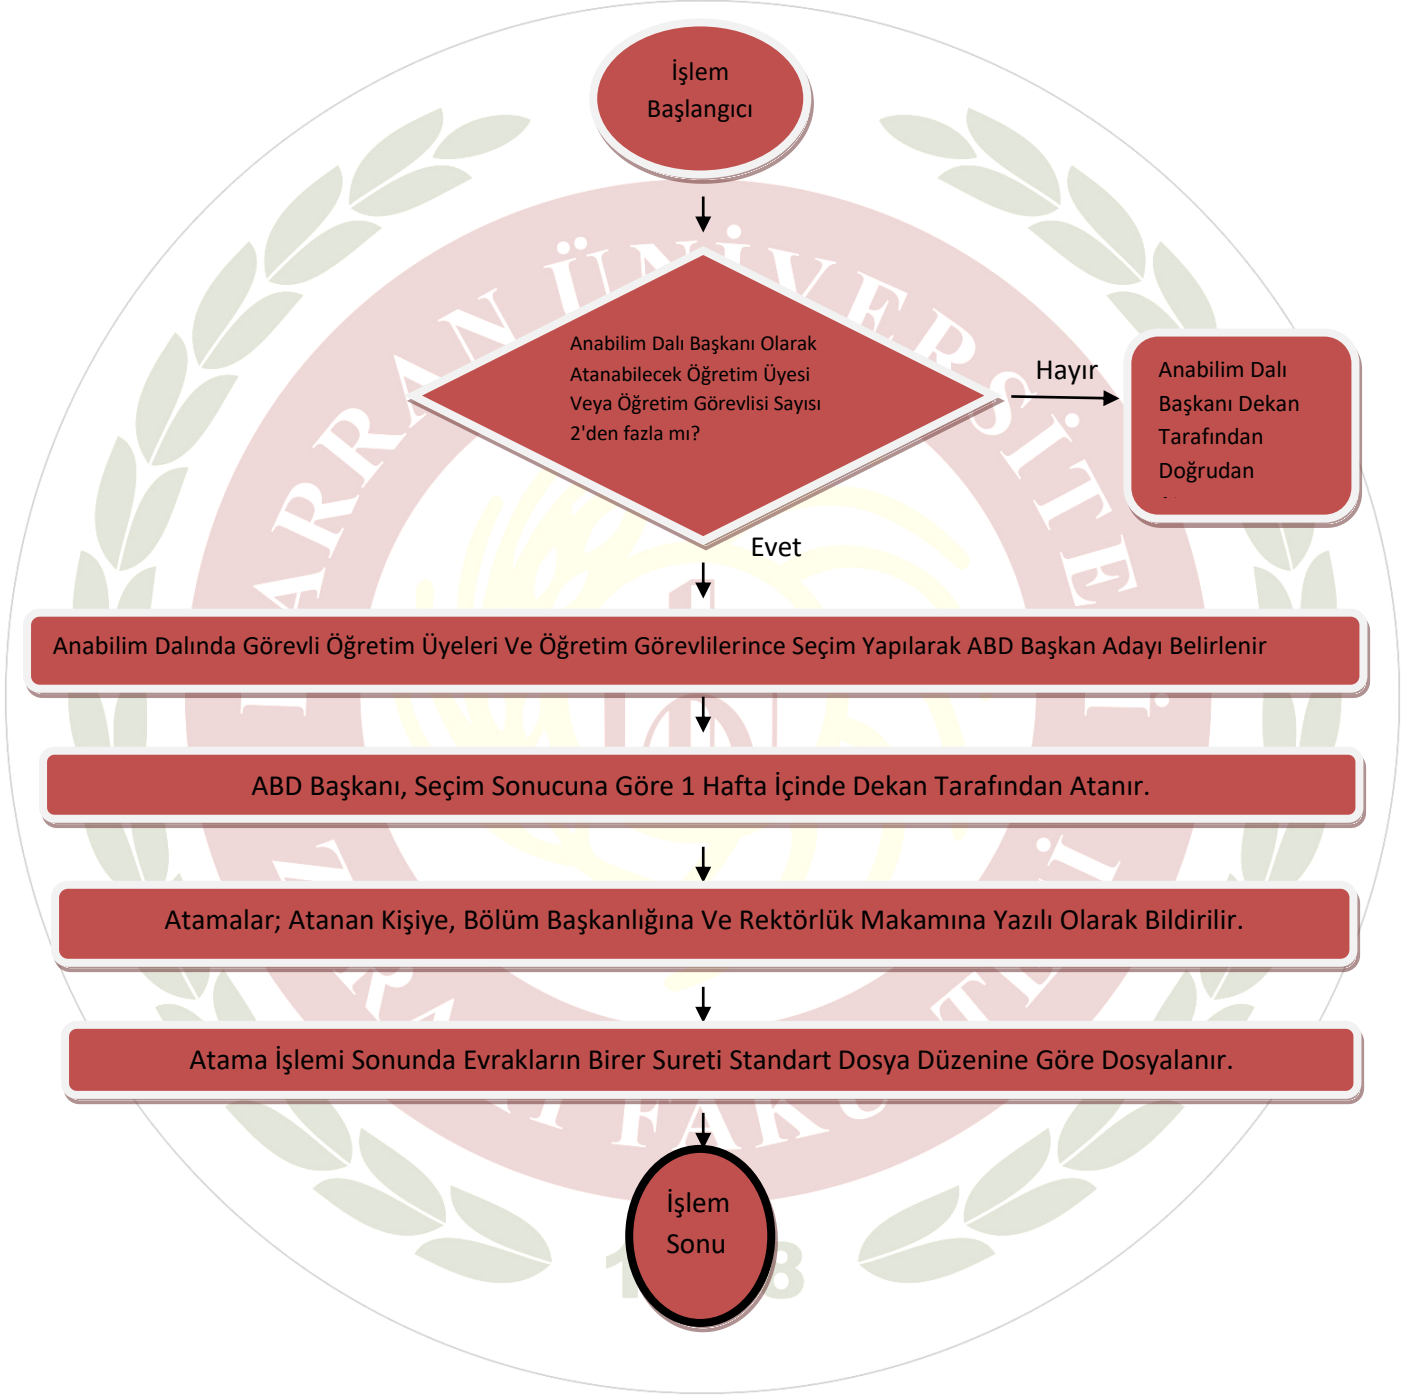 İşlem
Başlangıcı
Anabilim Dalı Başkanı Olarak
Atanabilecek Öğretim Üyesi
Veya Öğretim Görevlisi Sayısı
2'den fazla mı?
Hayır
Anabilim Dalı
Başkanı Dekan
Tarafından
Doğrudan
Evet
Anabilim Dalında Görevli Öğretim Üyeleri Ve Öğretim Görevlilerince Seçim Yapılarak ABD Başkan Adayı Belirlenir
ABD Başkanı, Seçim Sonucuna Göre 1 Hafta İçinde Dekan Tarafından Atanır.
Atamalar; Atanan Kişiye, Bölüm Başkanlığına Ve Rektörlük Makamına Yazılı Olarak Bildirilir.
Atama İşlemi Sonunda Evrakların Birer Sureti Standart Dosya Düzenine Göre Dosyalanır.
İşlem
Sonu